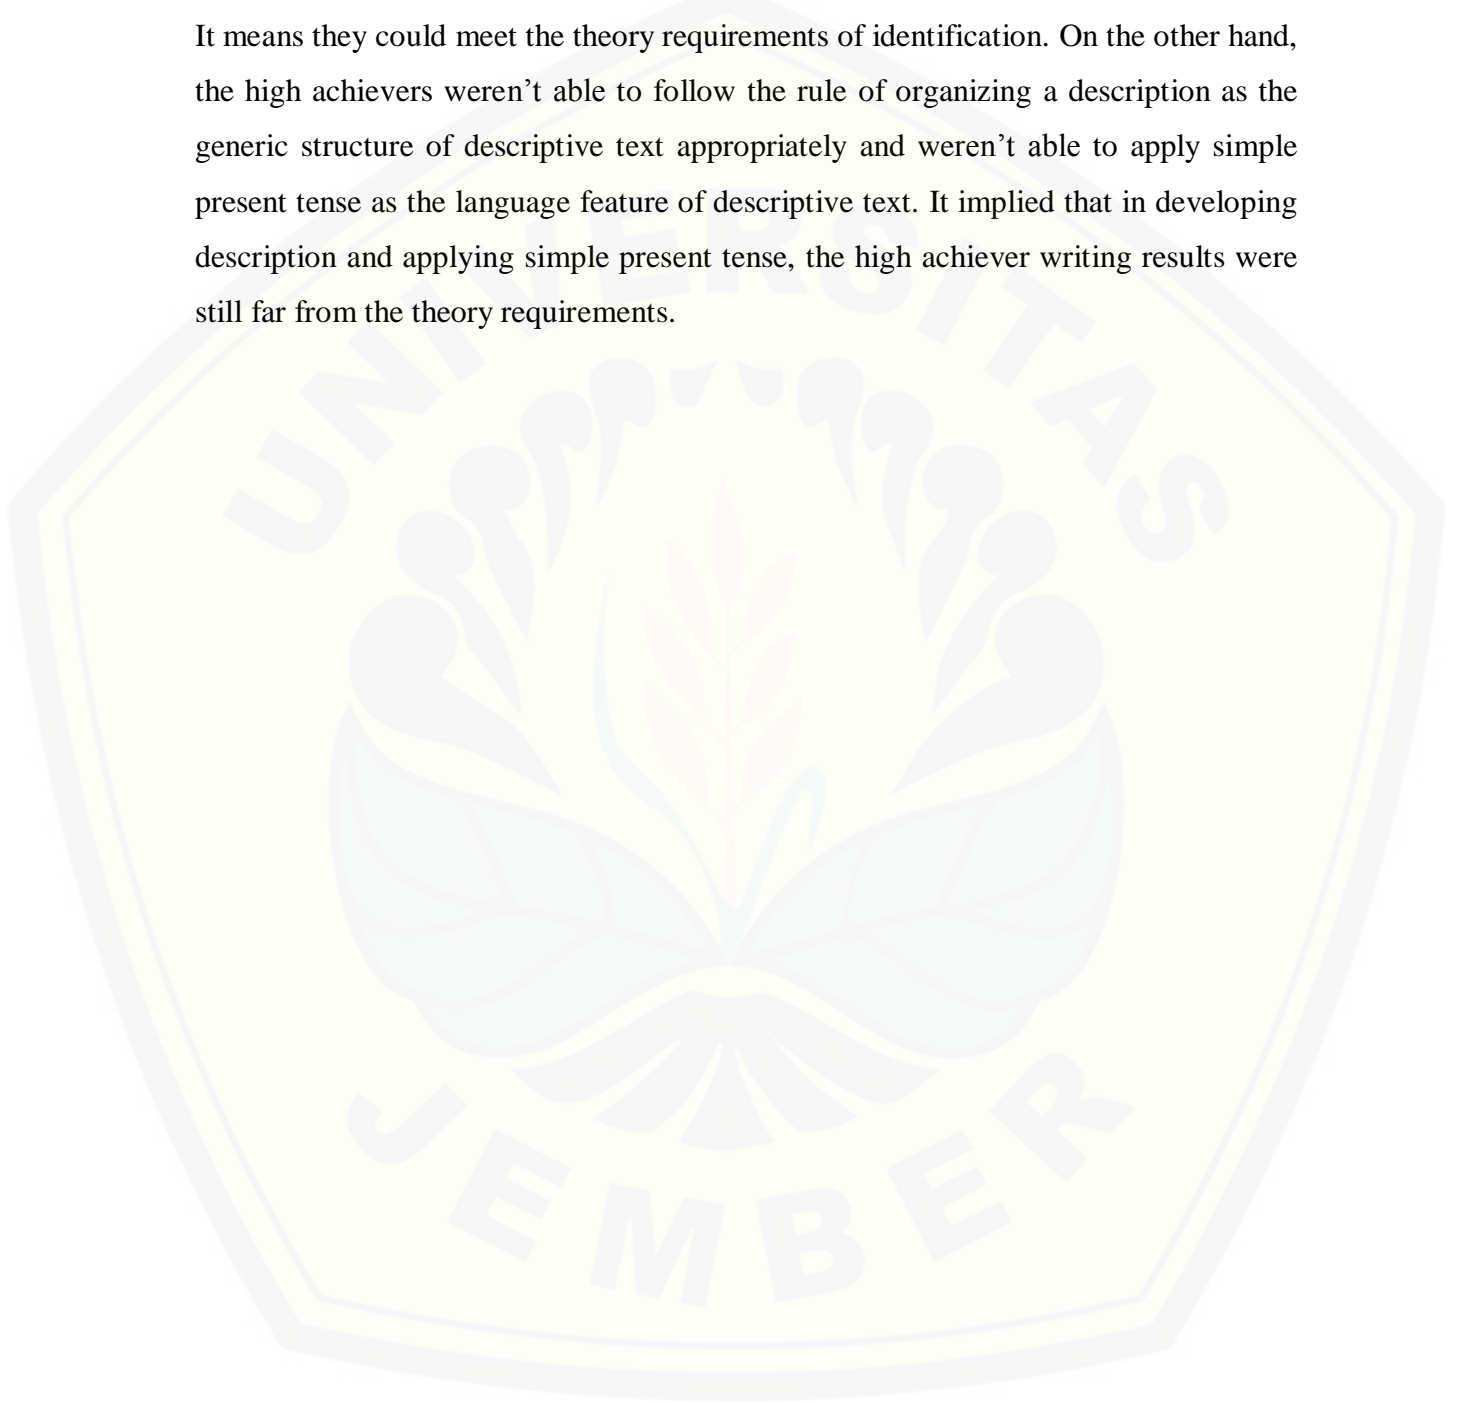 It means they could meet the theory requirements of identification. On the other hand,
the high achievers weren’t able to follow the rule of organizing a description as the
generic structure of descriptive text appropriately and weren’t able to apply simple
present tense as the language feature of descriptive text. It implied that in developing
description and applying simple present tense, the high achiever writing results were
still far from the theory requirements.
UNIVERSITAS
JEMBER